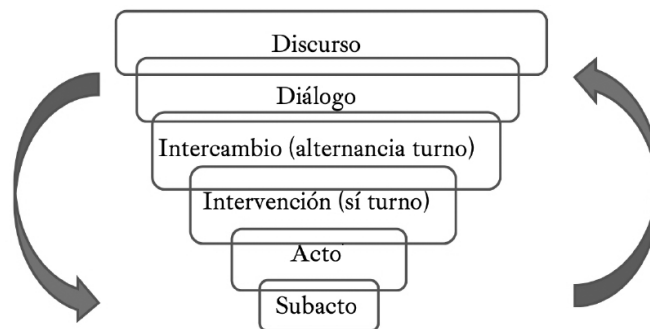 Discurso
Diálogo
Intercambio (alternancia turno)
Intervención (sí turno)
Acto
Subacto